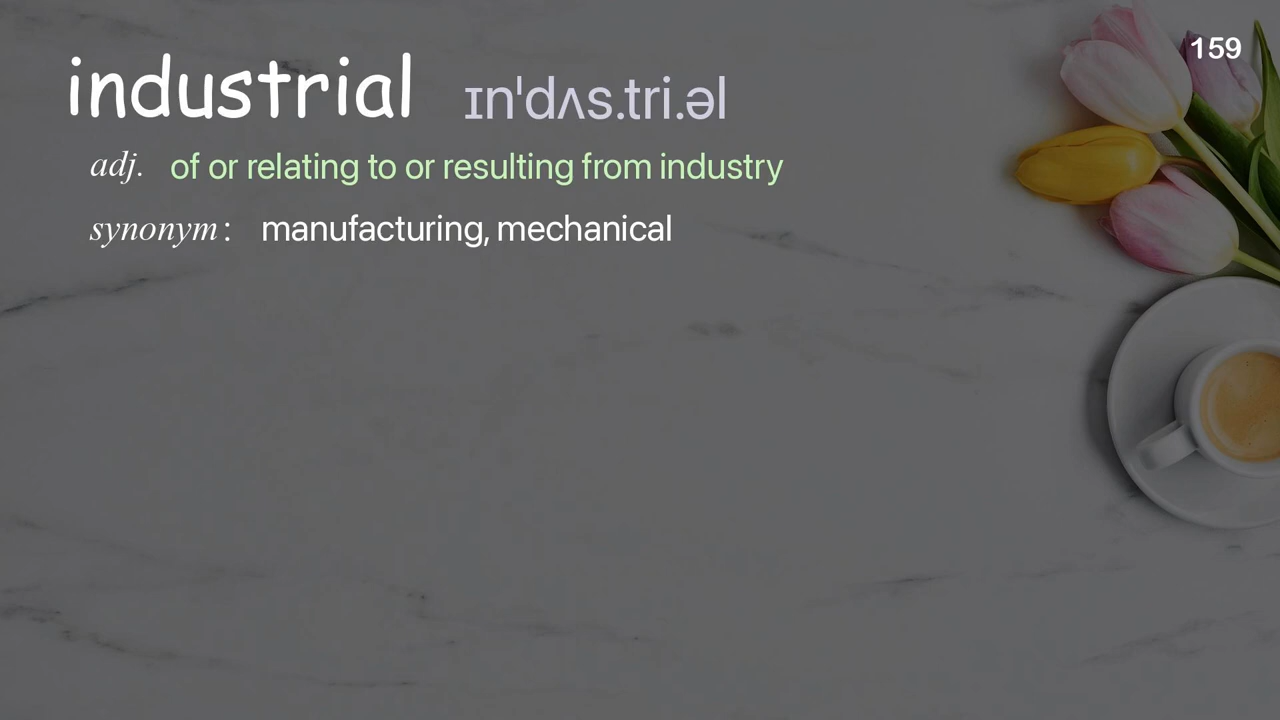 159
industrial ɪnˈdʌs.tri.əl
adj. of or relating to or resulting from industry
synonym: manufacturing, mechanical